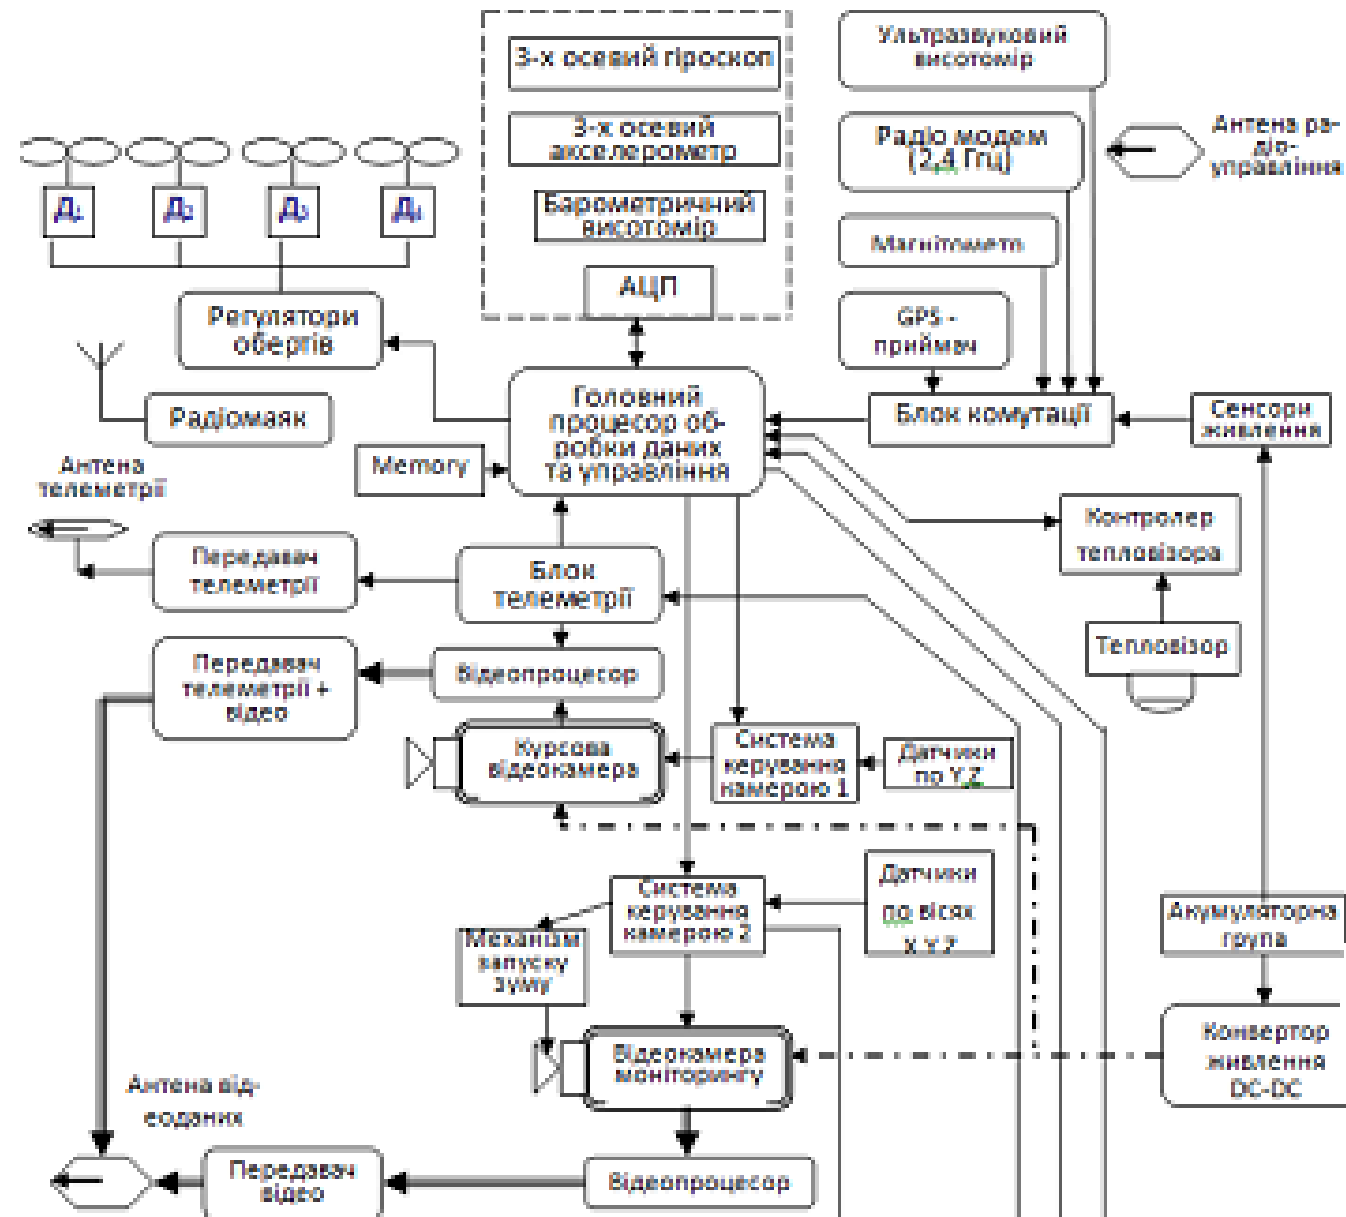 3-х осевий гіроскоп
3-х осевий
акселерометр
Барометричний
висотомір
АЦП
Ультразвуковий
висотомір
Радіо модем
(2,4 Ггц)
Антена ра-
діо-
управління
Магнітометр
GPS -
приймач
Д1
Д2
Д3
Д4
Регулятори
обертів
Радіомаяк
Головний
процесор об-
робки даних
та управління
Блок комутації
Сенсори
живлення
Антена
телеметрії
Memory
Контролер
тепловізора
Передавач
телеметрії
Блок
телеметрії
Тепловізор
Передавач
телеметрії +
відео
Відеопроцесор
Курсова
відеокамера
Система
керування
камерою 1
Датчики
по Y,Z
Система
керування
камерою 2
Датчики
по вісях
X,Y,Z
Акумуляторна
група
Механізм
запуску
зуму
Відеокамера
моніторингу
Конвертор
живлення
DC-DC
Антена від-
еоданих
Передавач
відео
Відеопроцесор